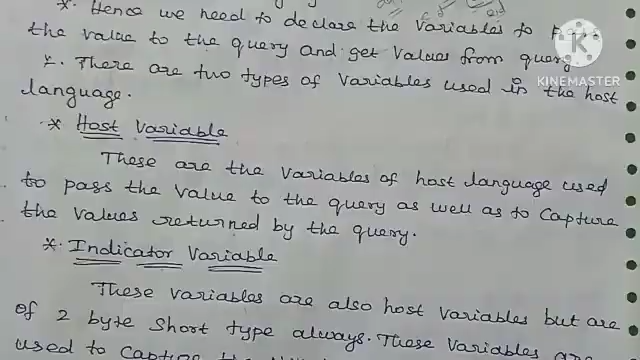 *. Hence we need to declare the variables to
the value to the query and get values from query
*. There are two types of variables used in the host
language.
KINEMASTER
* Host Variable
These are the variables of host language used
to pass the value to the query as well as to capture
the values returned by the query.
*. Indicator Variable
These variables are also host variables but are
of 2 byte short type always. These variables are
used to capture the